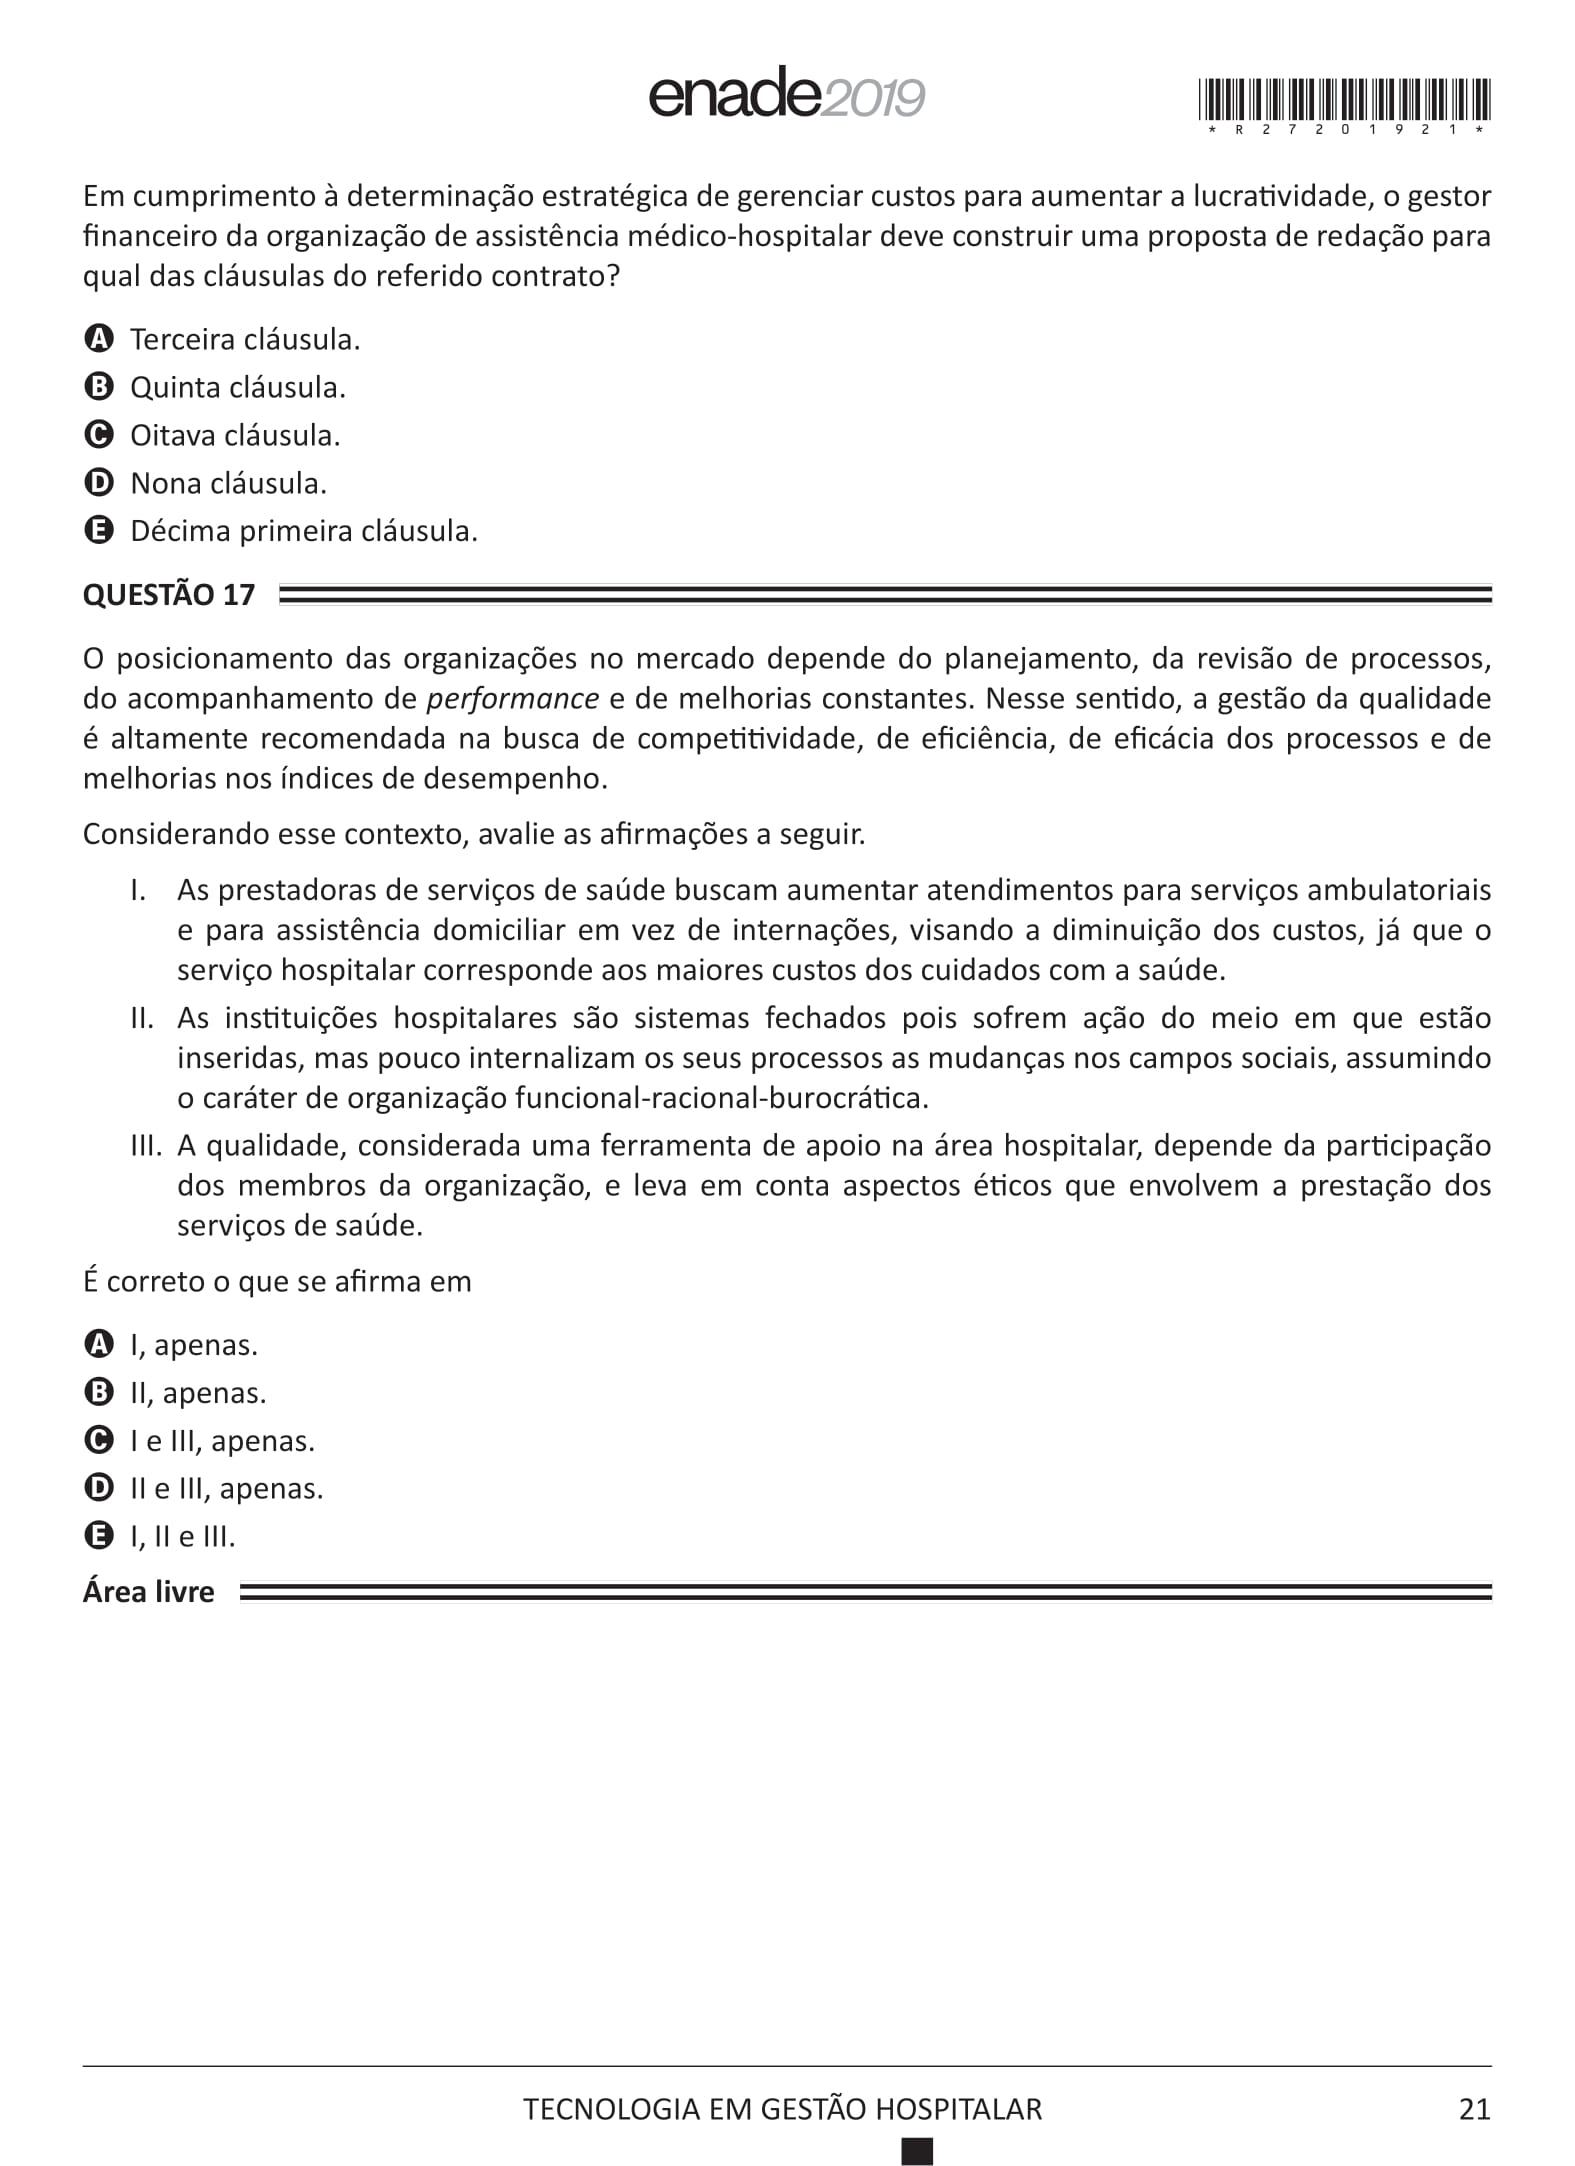 enade2019
* R 2 7 2 0 1 9 2 1 *
Em cumprimento à determinação estratégica de gerenciar custos para aumentar a lucratividade, o gestor
financeiro da organização de assistência médico-hospitalar deve construir uma proposta de redação para
qual das cláusulas do referido contrato?
A Terceira cláusula.
B Quinta cláusula.
C Oitava cláusula.
D Nona cláusula.
E Décima primeira cláusula.
QUESTÃO 17
O posicionamento das organizações no mercado depende do planejamento, da revisão de processos,
do acompanhamento de performance e de melhorias constantes. Nesse sentido, a gestão da qualidade
é altamente recomendada na busca de competitividade, de eficiência, de eficácia dos processos e de
melhorias nos índices de desempenho.
Considerando esse contexto, avalie as afirmações a seguir.
I. As prestadoras de serviços de saúde buscam aumentar atendimentos para serviços ambulatoriais
e para assistência domiciliar em vez de internações, visando a diminuição dos custos, já que o
serviço hospitalar corresponde aos maiores custos dos cuidados com a saúde.
II. As instituições hospitalares são sistemas fechados pois sofrem ação do meio em que estão
inseridas, mas pouco internalizam os seus processos as mudanças nos campos sociais, assumindo
o caráter de organização funcional-racional-burocrática.
III. A qualidade, considerada uma ferramenta de apoio na área hospitalar, depende da participação
dos membros da organização, e leva em conta aspectos éticos que envolvem a prestação dos
serviços de saúde.
É correto o que se afirma em
A I, apenas.
B II, apenas.
C I e III, apenas.
D II e III, apenas.
E I, II e III.
Área livre
TECNOLOGIA EM GESTÃO HOSPITALAR
21